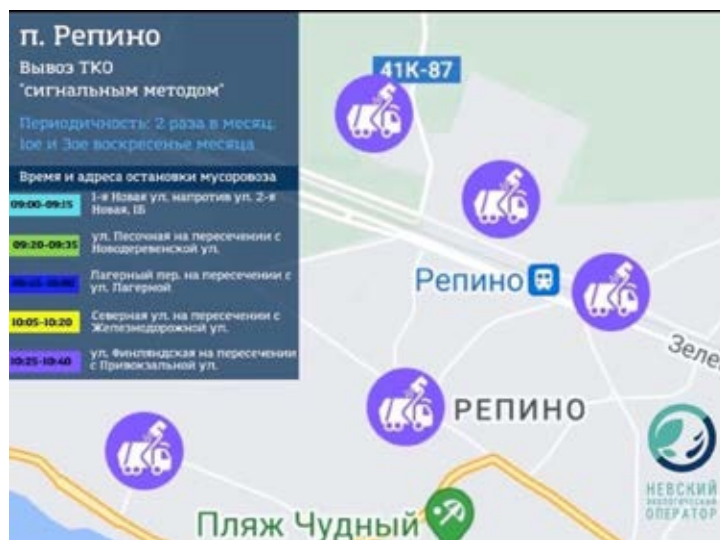 п. Репино
Вывоз ТКО
"сигнальным методом"
Периодичность: 2 раза в месяц.
1ое и 3ое воскресенье месяца
Время и адреса остановки мусоровоза
09:00-09:15 1-я Новая ул. напротив ул. 2-я
Новая, 1Б
09:20-09:35 ул. Песочная на пересечении с
Новодеревенской ул.
Лагерный пер. на пересечении с
ул. Лагерной
10:05-10:20 Северная ул. на пересечении с
Железнодорожной ул.
10:25-10:40 ул. Финляндская на пересечении
с Привокзальной ул.
41К-87
Репино
Зелен
РЕПИНО
Пляж Чудный
НЕВСКИЙ
ЭКОЛОГИЧЕСКИЙ
ОПЕРАТОР